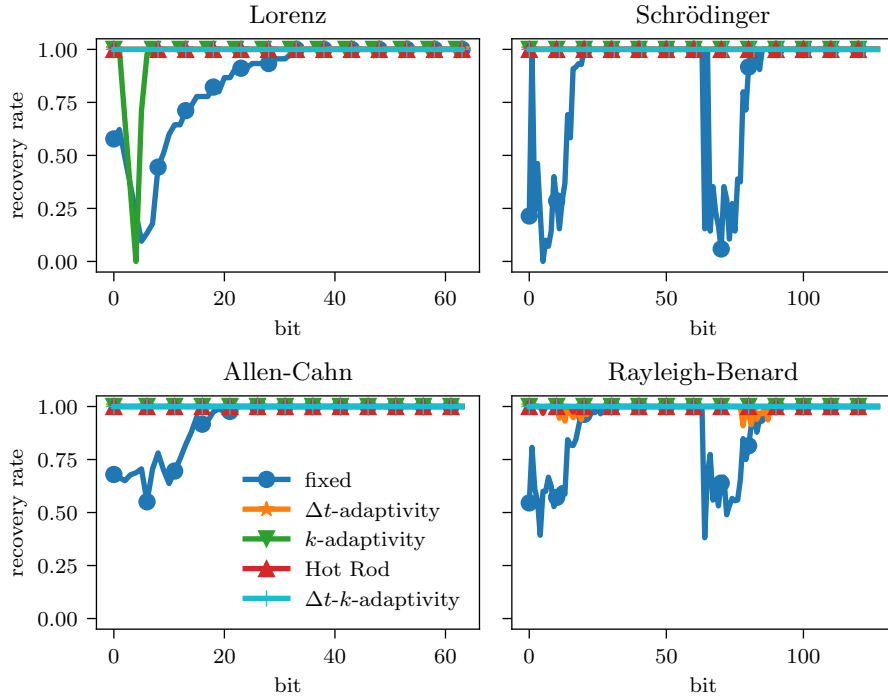 Lorenz
Schrödinger
recovery rate
1.00
0.75
0.50
0.25
0.00
0 20 40 60
0 50 100
bit
bit
Allen-Cahn
Rayleigh-Benard
recovery rate
1.00
0.75
0.50
0.25
0.00
fixed
Δt-adaptivity
k-adaptivity
Hot Rod
Δt-k-adaptivity
0 20 40 60
0 50 100
bit
bit